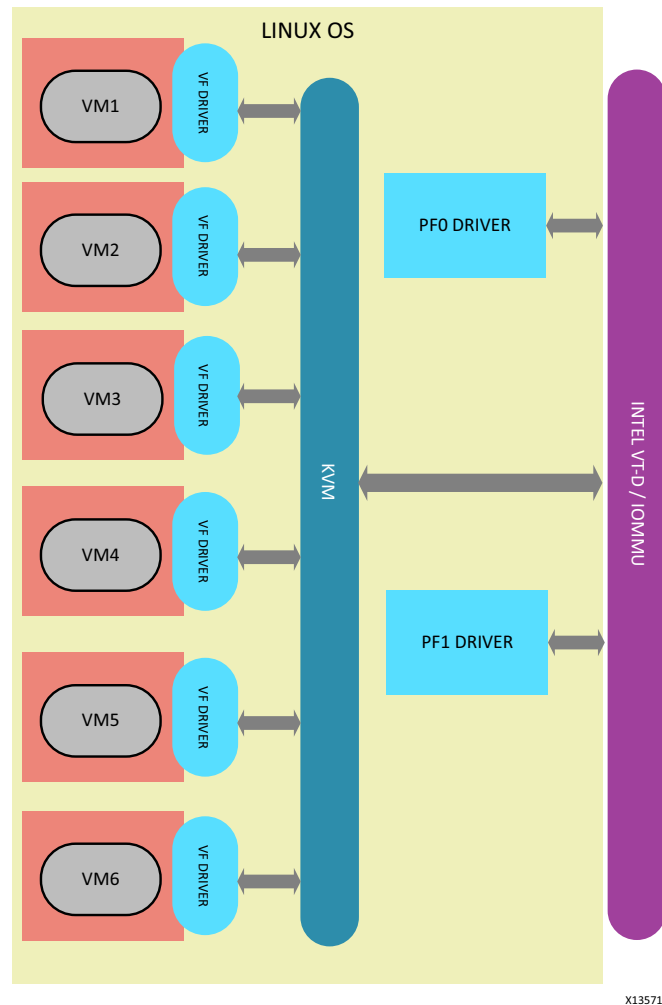 LINUX OS
VM1
VF DRIVER
VM2
VF DRIVER
VM3
VF DRIVER
VM4
VF DRIVER
VM5
VF DRIVER
VM6
VF DRIVER
KVM
PF0 DRIVER
PF1 DRIVER
INTEL VT-D / IOMMU
X13571